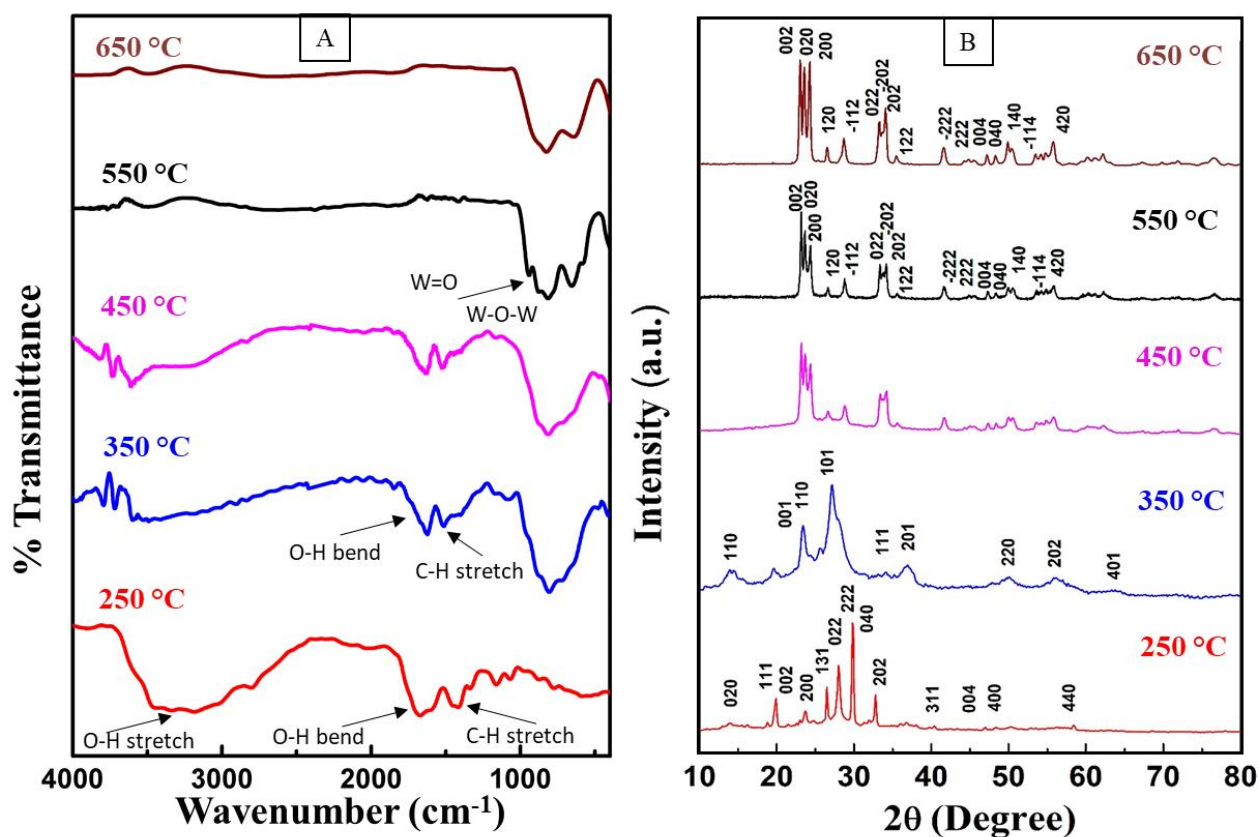 A
650 °C
550 °C
W=O
W-O-W
450 °C
350 °C
O-H bend
C-H stretch
250 °C
O-H stretch
O-H bend
C-H stretch
% Transmittance
4000 3000 2000 1000
Wavenumber (cm-1)
B
650 °C
002 020 200 120 -112 022 -202 202 122 -222 222 004 040 140 -114 420
550 °C
002 020 200 120 -112 022 -202 202 122 -222 222 004 040 140 -114 420
450 °C
350 °C
110 001 110 101 111 201 220 202 401
250 °C
020 111 002 200 131 022 222 040 202 311 004 400 440
Intensity (a.u.)
10 20 30 40 50 60 70 80
2θ (Degree)